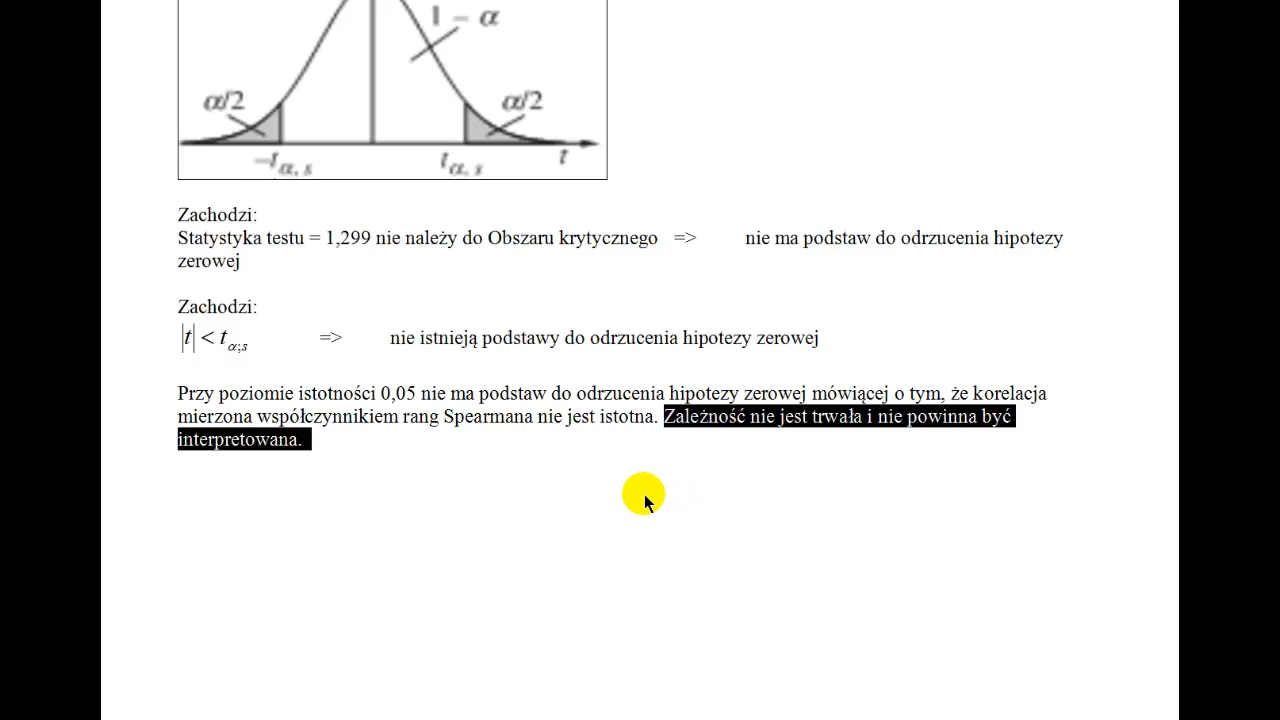 1 − α
α/2 α/2
−tα, s tα, s t
Zachodzi:
Statystyka testu = 1,299 nie należy do Obszaru krytycznego => nie ma podstaw do odrzucenia hipotezy
zerowej
Zachodzi:
|t| < tα;s => nie istnieją podstawy do odrzucenia hipotezy zerowej
Przy poziomie istotności 0,05 nie ma podstaw do odrzucenia hipotezy zerowej mówiącej o tym, że korelacja
mierzona współczynnikiem rang Spearmana nie jest istotna. Zależność nie jest trwała i nie powinna być
interpretowana.